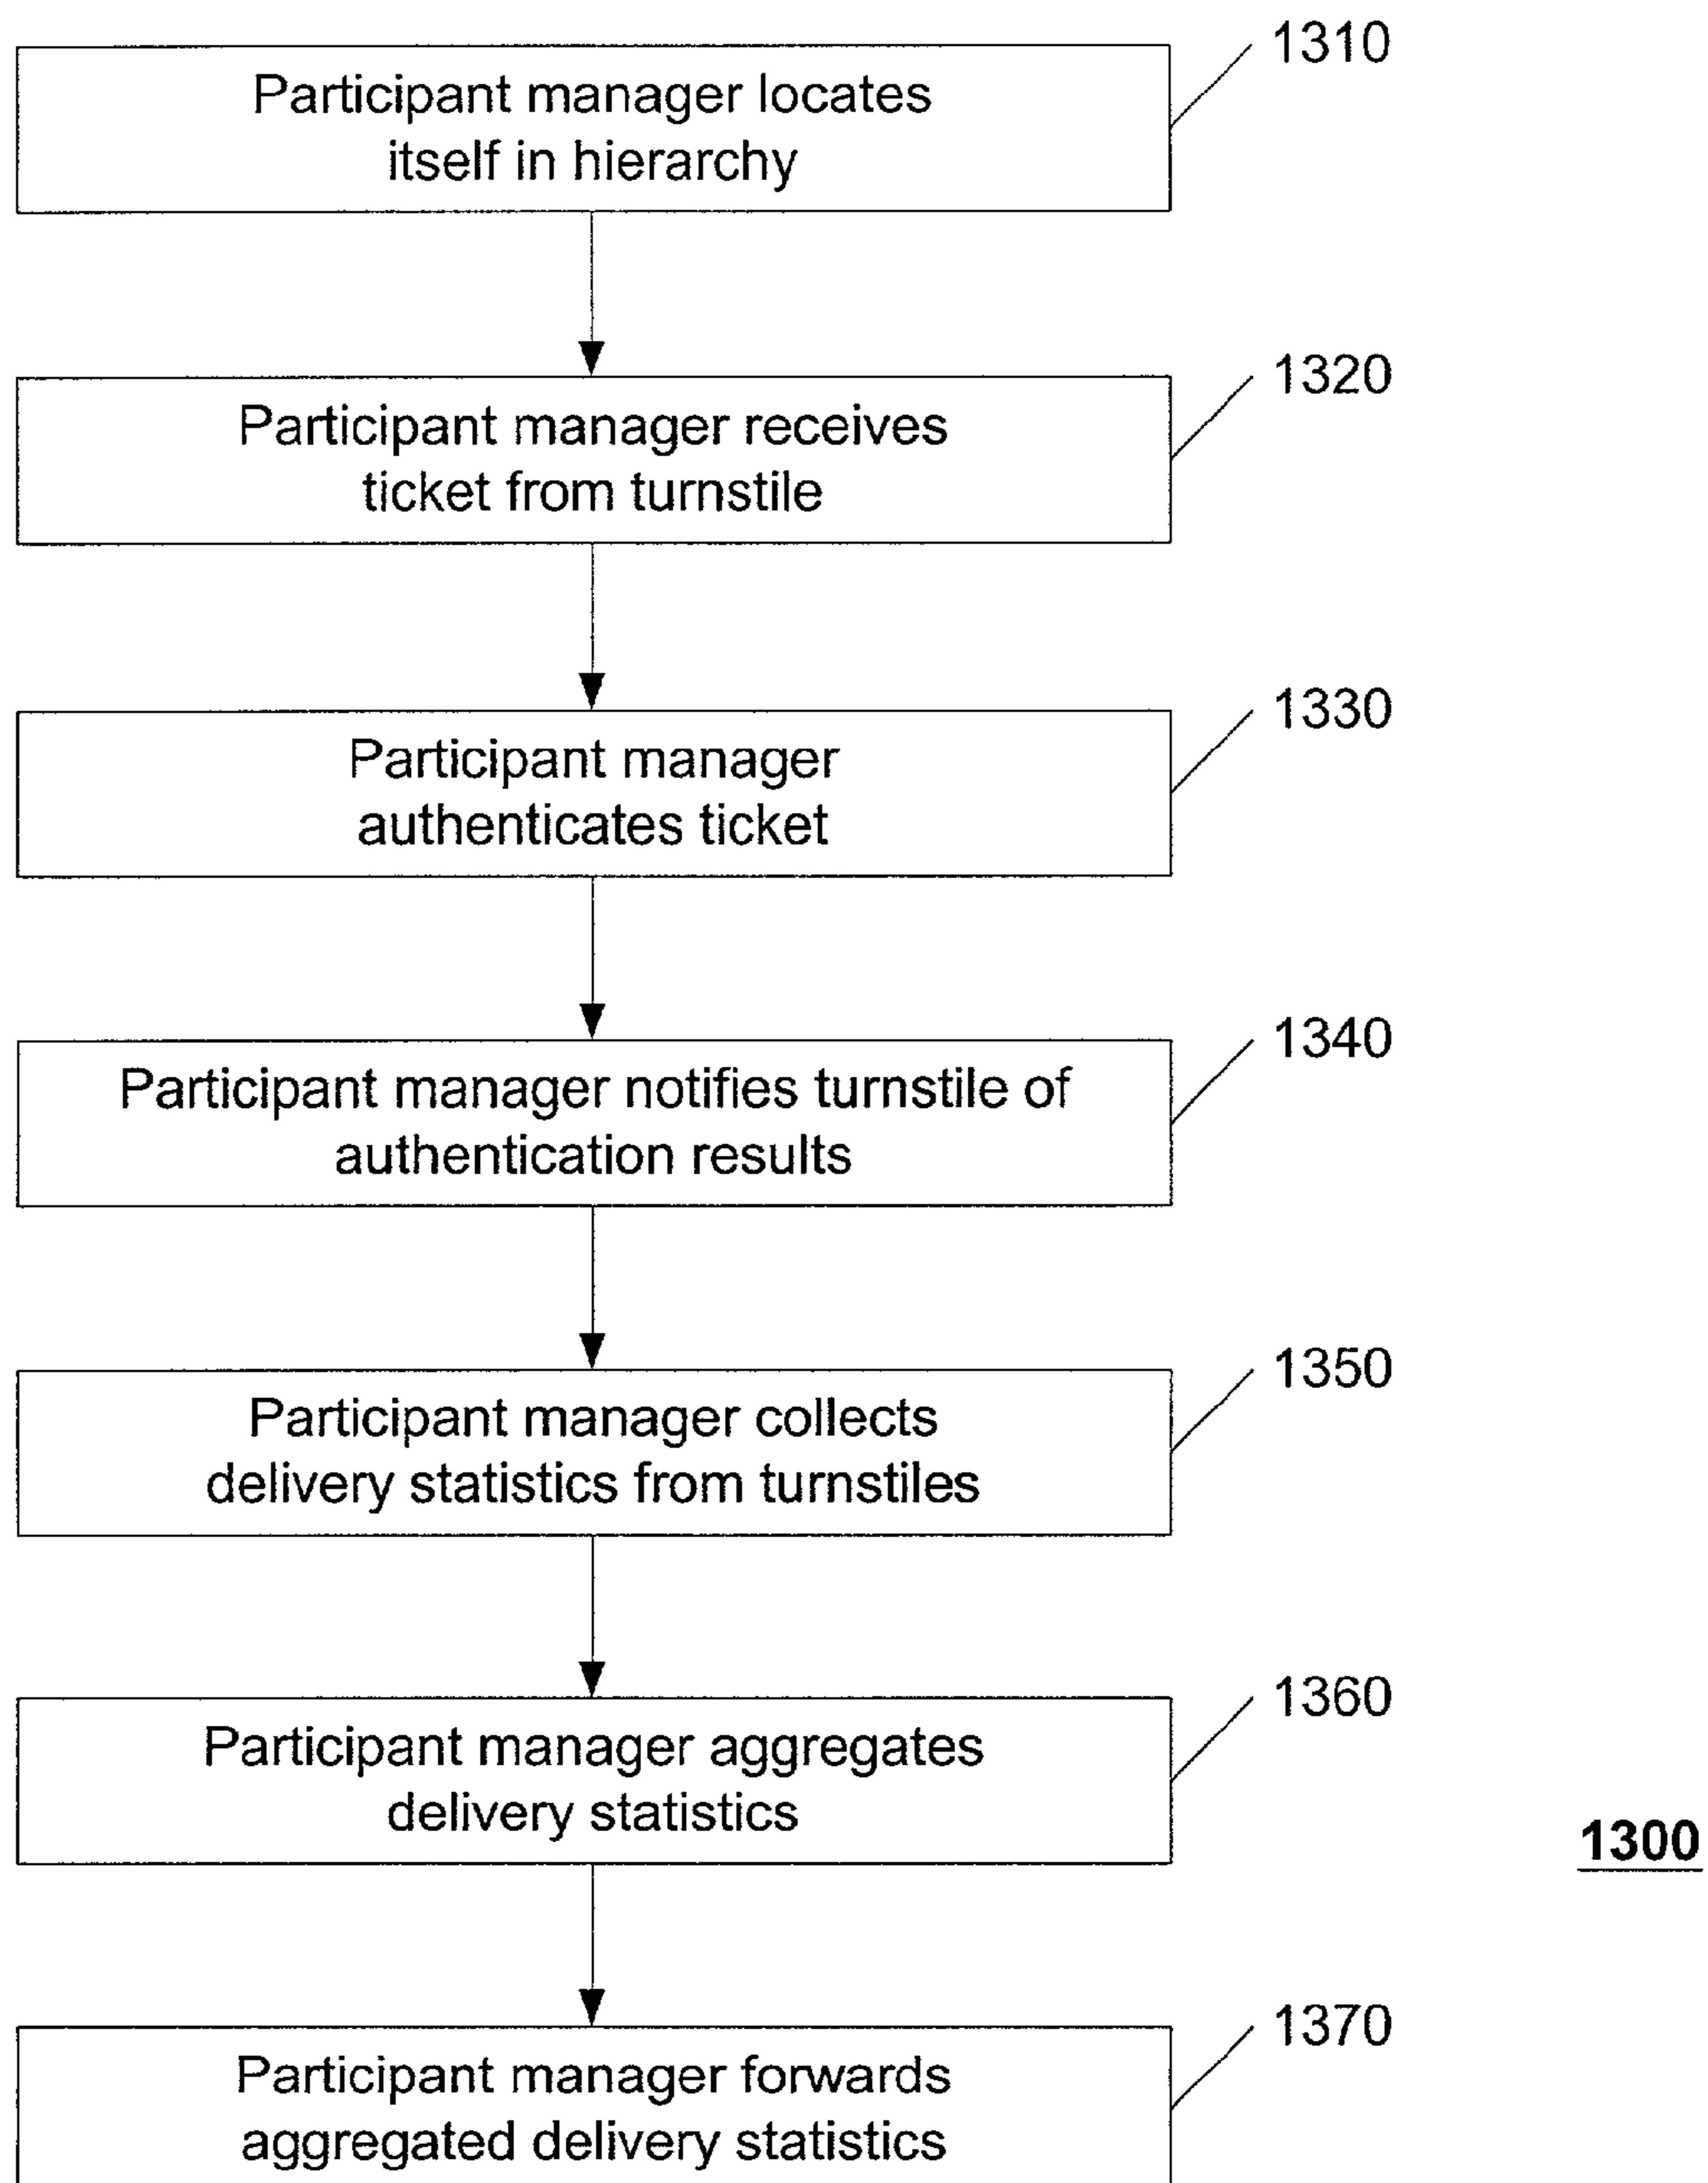 1310
Participant manager locates
itself in hierarchy
1320
Participant manager receives
ticket from turnstile
1330
Participant manager
authenticates ticket
1340
Participant manager notifies turnstile of
authentication results
1350
Participant manager collects
delivery statistics from turnstiles
1360
Participant manager aggregates
delivery statistics
1300
1370
Participant manager forwards
aggregated delivery statistics